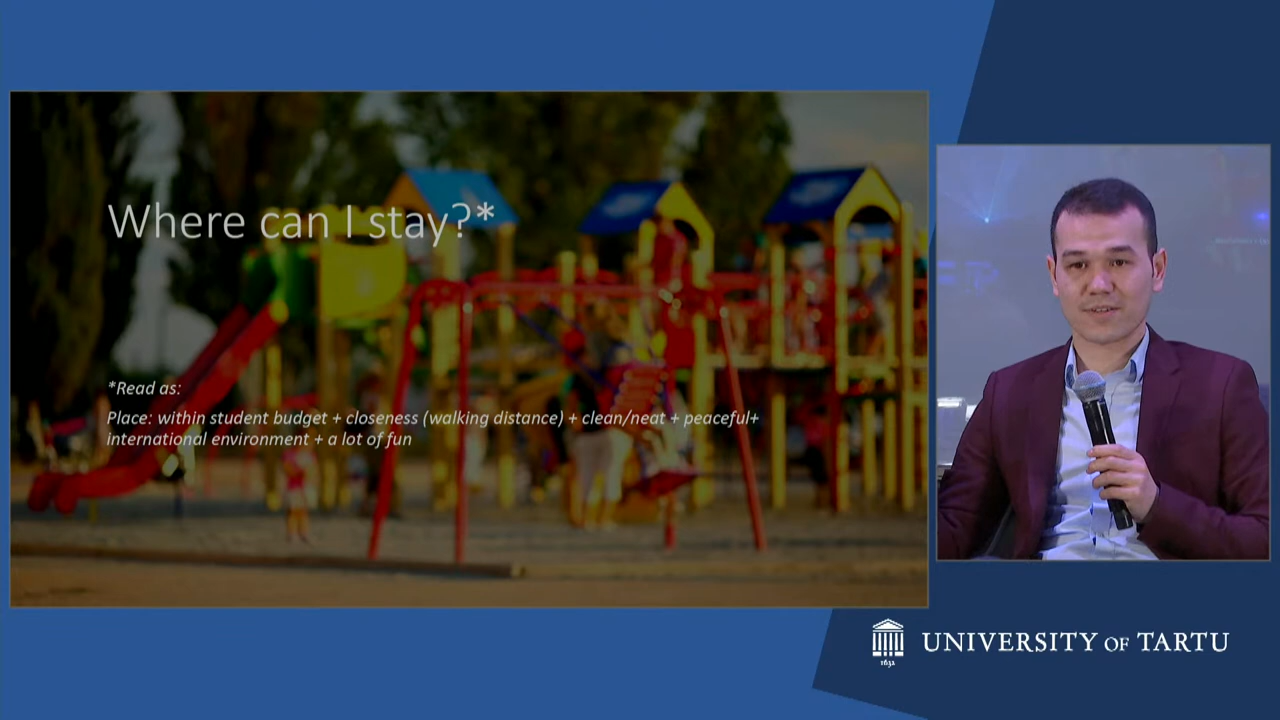 Where can I stay?*
*Read as:
Place: within student budget + closeness (walking distance) + clean/neat + peaceful+
international environment + a lot of fun
1632
UNIVERSITY OF TARTU